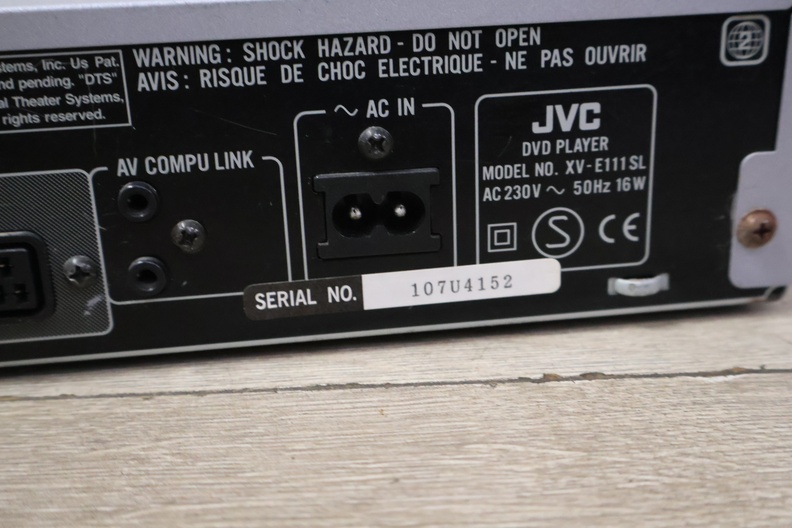 stems, Inc. Us Pat.
nd pending. "DTS"
al Theater Systems,
rights reserved.
WARNING: SHOCK HAZARD - DO NOT OPEN
AVIS: RISQUE DE CHOC ELECTRIQUE - NE PAS OUVRIR
2
AV COMPU LINK
~ AC IN
JVC
DVD PLAYER
MODEL NO. XV-E111SL
AC 230V ~ 50Hz 16W
S CE
SERIAL NO. 107U4152